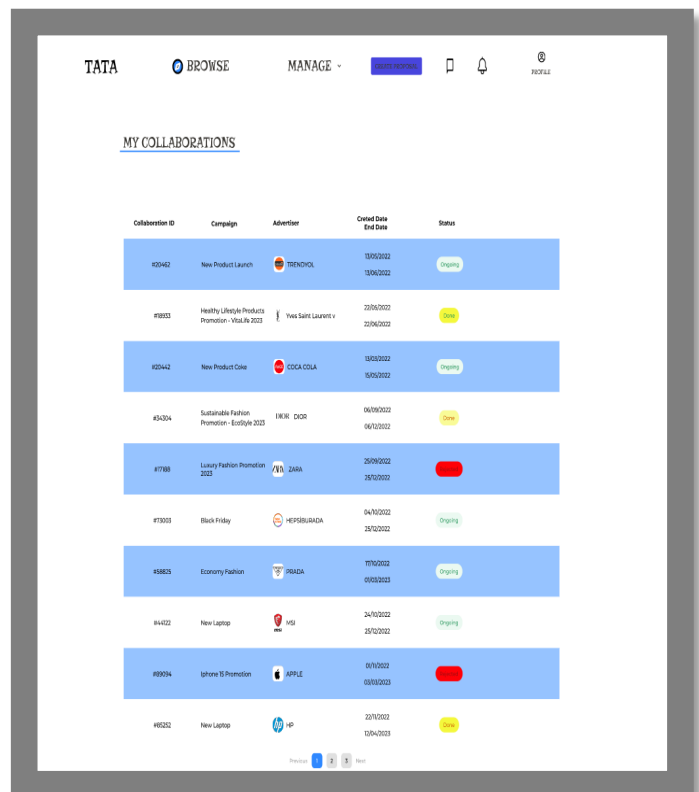 TATA
BROWSE
MANAGE
PROFILE
MY COLLABORATIONS
Collaboration ID Campaign Advertiser Creted Date End Date Status
#20462 New Product Launch TRENDYOL 13/05/2022 Ongoing
13/06/2022
#18933 Healthy Lifestyle Products Yves Saint Laurent v 22/05/2022 Done
Promotion - VitaLife 2023 22/06/2022
#20442 New Product Coke COCA COLA 13/03/2022 Ongoing
15/05/2022
#34304 Sustainable Fashion DIOR DIOR 06/09/2022 Done
Promotion - EcoStyle 2023 06/12/2022
#17188 Luxury Fashion Promotion ZARA 25/09/2022
2023 25/12/2022
#73003 Black Friday HEPSİBURADA 04/10/2022 Ongoing
25/12/2022
#58825 Economy Fashion PRADA 17/10/2022 Ongoing
01/03/2023
#44122 New Laptop MSI 24/10/2022 Ongoing
25/12/2022
#89094 Iphone 15 Promotion APPLE 01/11/2022
03/03/2023
#85252 New Laptop hp HP 22/11/2022 Done
12/04/2023
Previous 1 2 3 Next